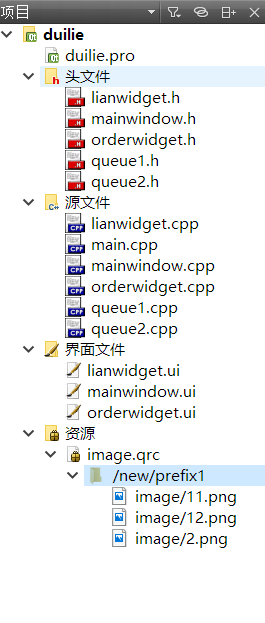 项目
duilie
duilie.pro
头文件
lianwidget.h
mainwindow.h
orderwidget.h
queue1.h
queue2.h
源文件
lianwidget.cpp
main.cpp
mainwindow.cpp
orderwidget.cpp
queue1.cpp
queue2.cpp
界面文件
lianwidget.ui
mainwindow.ui
orderwidget.ui
资源
image.qrc
/new/prefix1
image/11.png
image/12.png
image/2.png